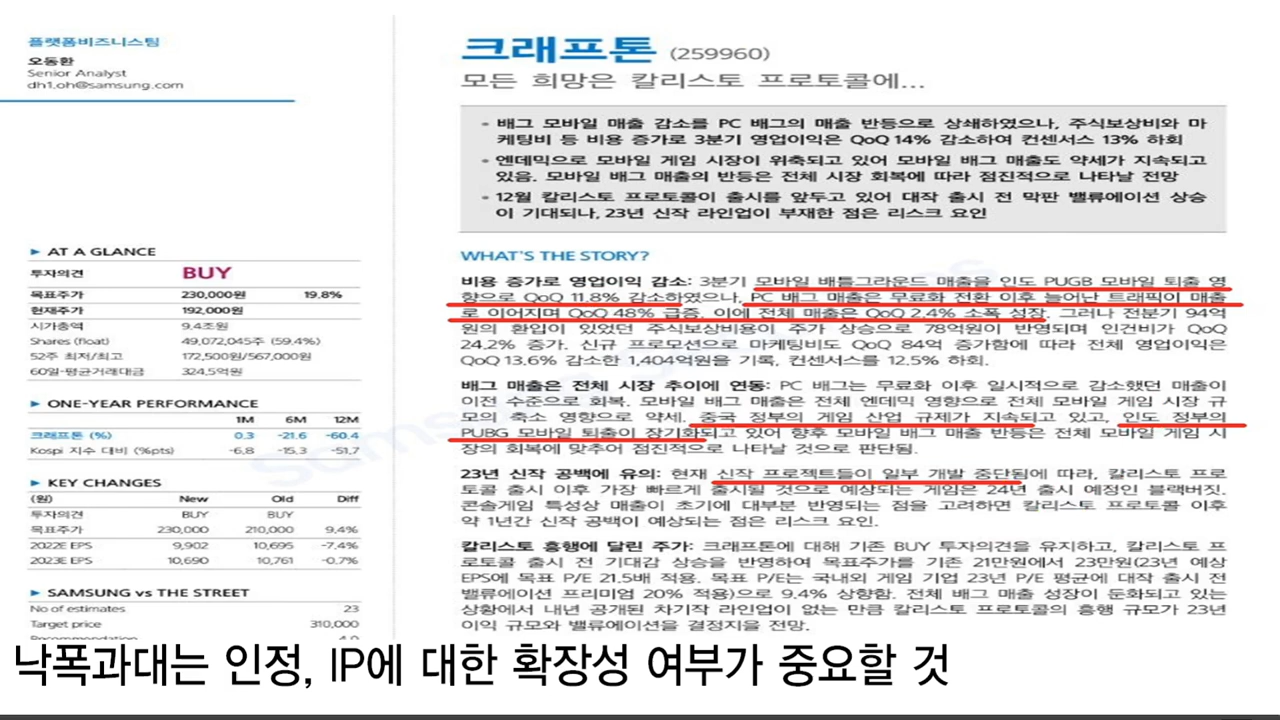 플랫폼비즈니스팀
오동환
Senior Analyst
dh1.oh@samsung.com
크래프톤 (259960)
모든 희망은 칼리스토 프로토콜에...
• 배그 모바일 매출 감소를 PC 배그의 매출 반등으로 상쇄하였으나, 주식보상비와 마
케팅비 등 비용 증가로 3분기 영업이익은 QoQ 14% 감소하여 컨센서스 13% 하회
• 엔데믹으로 모바일 게임 시장이 위축되고 있어 모바일 배그 매출도 약세가 지속되고
있음. 모바일 배그 매출의 반등은 전체 시장 회복에 따라 점진적으로 나타날 전망
• 12월 칼리스토 프로토콜이 출시를 앞두고 있어 대작 출시 전 막판 밸류에이션 상승
이 기대되나, 23년 신작 라인업이 부재한 점은 리스크 요인
► AT A GLANCE
투자의견 BUY
목표주가 230,000원 19.8%
현재주가 192,000원
시가총액 9.4조원
Shares (float) 49,072,045주 (59.4%)
52주 최저/최고 172,500원/567,000원
60일-평균거래대금 324.5억원
► ONE-YEAR PERFORMANCE
1M 6M 12M
크래프톤 (%) 0.3 -21.6 -60.4
Kospi 지수 대비 (%pts) -6.8 -15.3 -51.7
► KEY CHANGES
(원) New Old Diff
투자의견 BUY BUY
목표주가 230,000 210,000 9.4%
2022E EPS 9,902 10,695 -7.4%
2023E EPS 10,690 10,761 -0.7%
► SAMSUNG vs THE STREET
No of estimates 23
Target price 310,000
Recommendation 4.0
WHAT'S THE STORY?
비용 증가로 영업이익 감소: 3분기 모바일 배틀그라운드 매출을 인도 PUGB 모바일 퇴출 영
향으로 QoQ 11.8% 감소하였으나, PC 배그 매출은 무료화 전환 이후 늘어난 트래픽이 매출
로 이어지며 QoQ 48% 급증. 이에 전체 매출은 QoQ 2.4% 소폭 성장. 그러나 전분기 94억
원의 환입이 있었던 주식보상비용이 주가 상승으로 78억원이 반영되며 인건비가 QoQ
24.2% 증가. 신규 프로모션으로 마케팅비도 QoQ 84억 증가함에 따라 전체 영업이익은
QoQ 13.6% 감소한 1,404억원을 기록, 컨센서스를 12.5% 하회.
배그 매출은 전체 시장 추이에 연동: PC 배그는 무료화 이후 일시적으로 감소했던 매출이
이전 수준으로 회복. 모바일 배그 매출은 전체 엔데믹 영향으로 전체 모바일 게임 시장 규
모의 축소 영향으로 약세. 중국 정부의 게임 산업 규제가 지속되고 있고, 인도 정부의
PUBG 모바일 퇴출이 장기화되고 있어 향후 모바일 배그 매출 반등은 전체 모바일 게임 시
장의 회복에 맞추어 점진적으로 나타날 것으로 판단됨.
23년 신작 공백에 유의: 현재 신작 프로젝트들이 일부 개발 중단됨에 따라, 칼리스토 프로
토콜 출시 이후 가장 빠르게 출시될 것으로 예상되는 게임은 24년 출시 예정인 블랙버짓.
콘솔게임 특성상 매출이 초기에 대부분 반영되는 점을 고려하면 칼리스토 프로토콜 이후
약 1년간 신작 공백이 예상되는 점은 리스크 요인.
칼리스토 흥행에 달린 주가: 크래프톤에 대해 기존 BUY 투자의견을 유지하고, 칼리스토 프
로토콜 출시 전 기대감 상승을 반영하여 목표주가를 기존 21만원에서 23만원(23년 예상
EPS에 목표 P/E 21.5배 적용. 목표 P/E는 국내외 게임 기업 23년 P/E 평균에 대작 출시 전
밸류에이션 프리미엄 20% 적용)으로 9.4% 상향함. 전체 배그 매출 성장이 둔화되고 있는
상황에서 내년 공개된 차기작 라인업이 없는 만큼 칼리스토 프로토콜의 흥행 규모가 23년
이익 규모와 밸류에이션을 결정지을 전망.
낙폭과대는 인정, IP에 대한 확장성 여부가 중요할 것